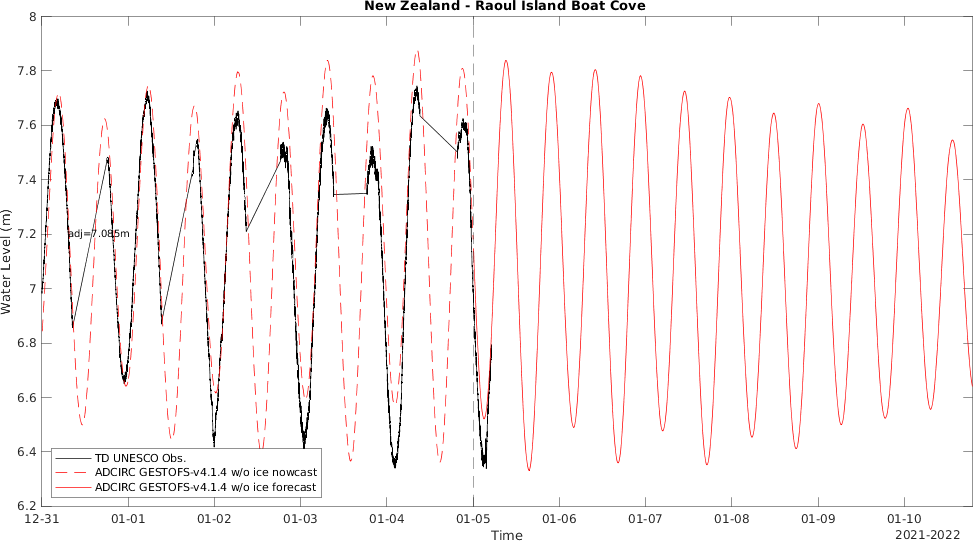 New Zealand - Raoul Island Boat Cove
8
7.8
7.6
7.4
7.2
7
6.8
6.6
6.4
6.2
Water Level (m)
adj=7.085m
TD UNESCO Obs.
ADCIRC GESTOFS-v4.1.4 w/o ice nowcast
ADCIRC GESTOFS-v4.1.4 w/o ice forecast
12-31 01-01 01-02 01-03 01-04 01-05 01-06 01-07 01-08 01-09 01-10
Time
2021-2022